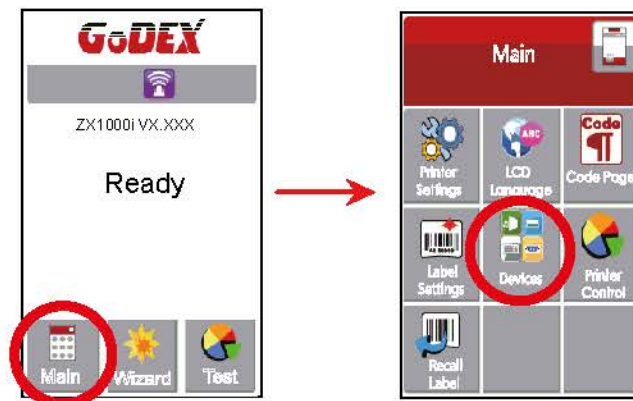 GoDEX
ZX1000i VX.XXX
Ready
Main
Wizard
Test
Main
Printer
Settings
LCD
Language
ABC
Code
Code Page
Label
Settings
Devices
Printer
Control
Recall
Label